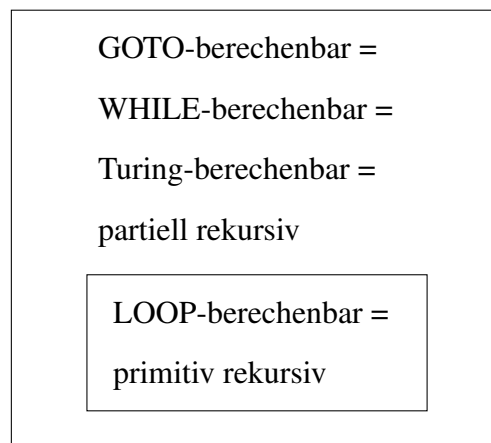 GOTO-berechenbar =
WHILE-berechenbar =
Turing-berechenbar =
partiell rekursiv
LOOP-berechenbar =
primitiv rekursiv